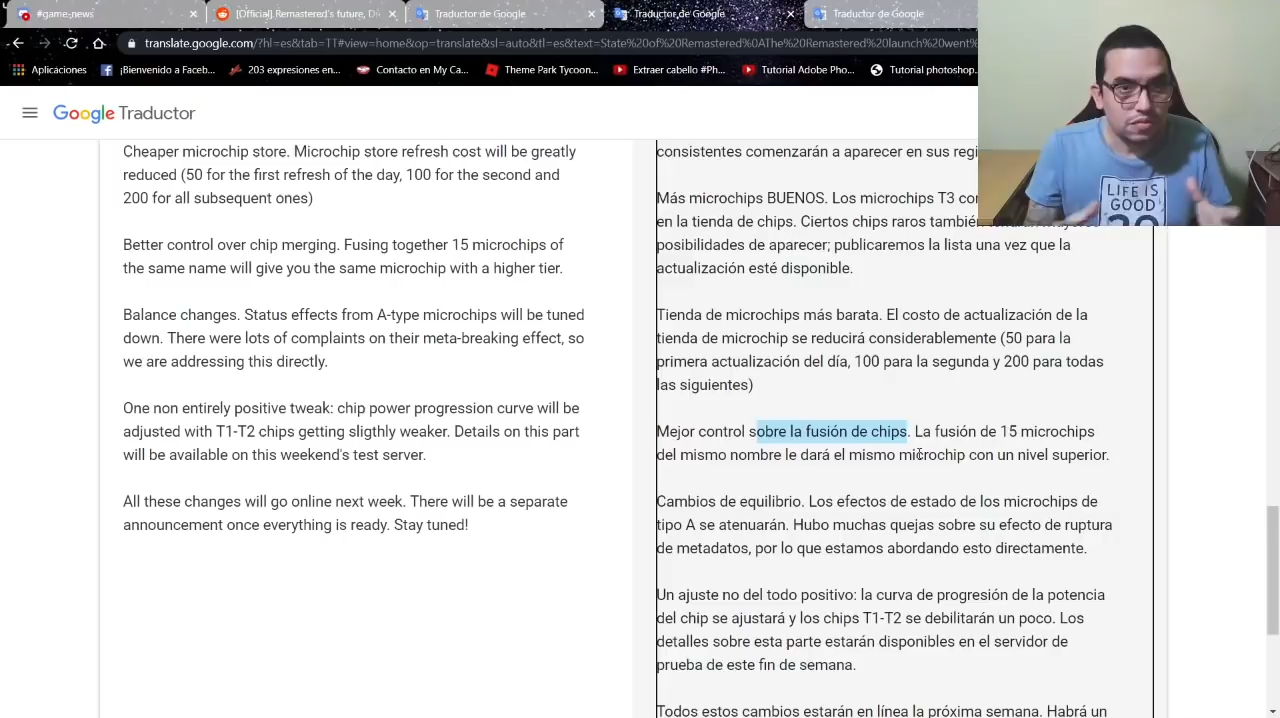 #game-news
[Official] Remastered's future, D
Traductor de Google
Traductor de Google
Traductor de Google
translate.google.com/?hl=es&tab=TT#view=home&op=translate&sl=auto&tl=es&text=State%20of%20Remastered%0AThe%20Remastered%20launch%20went%
Aplicaciones
¡Bienvenido a Faceb...
203 expresiones en...
Contacto en My Ca...
Theme Park Tycoon...
Extraer cabello #Ph...
Tutorial Adobe Pho...
Tutorial photoshop.
Google Traductor
Cheaper microchip store. Microchip store refresh cost will be greatly
reduced (50 for the first refresh of the day, 100 for the second and
200 for all subsequent ones)
Better control over chip merging. Fusing together 15 microchips of
the same name will give you the same microchip with a higher tier.
Balance changes. Status effects from A-type microchips will be tuned
down. There were lots of complaints on their meta-breaking effect, so
we are addressing this directly.
One non entirely positive tweak: chip power progression curve will be
adjusted with T1-T2 chips getting sligthly weaker. Details on this part
will be available on this weekend's test server.
All these changes will go online next week. There will be a separate
announcement once everything is ready. Stay tuned!
consistentes comenzarán a aparecer en sus regi
Más microchips BUENOS. Los microchips T3
en la tienda de chips. Ciertos chips raros también
posibilidades de aparecer; publicaremos la lista una vez que la
actualización esté disponible.
Tienda de microchips más barata. El costo de actualización de la
tienda de microchip se reducirá considerablemente (50 para la
primera actualización del día, 100 para la segunda y 200 para todas
las siguientes)
Mejor control sobre la fusión de chips. La fusión de 15 microchips
del mismo nombre le dará el mismo microchip con un nivel superior.
Cambios de equilibrio. Los efectos de estado de los microchips de
tipo A se atenuarán. Hubo muchas quejas sobre su efecto de ruptura
de metadatos, por lo que estamos abordando esto directamente.
Un ajuste no del todo positivo: la curva de progresión de la potencia
del chip se ajustará y los chips T1-T2 se debilitarán un poco. Los
detalles sobre esta parte estarán disponibles en el servidor de
prueba de este fin de semana.
Todos estos cambios estarán en línea la próxima semana. Habrá un
LIFE IS
GOOD